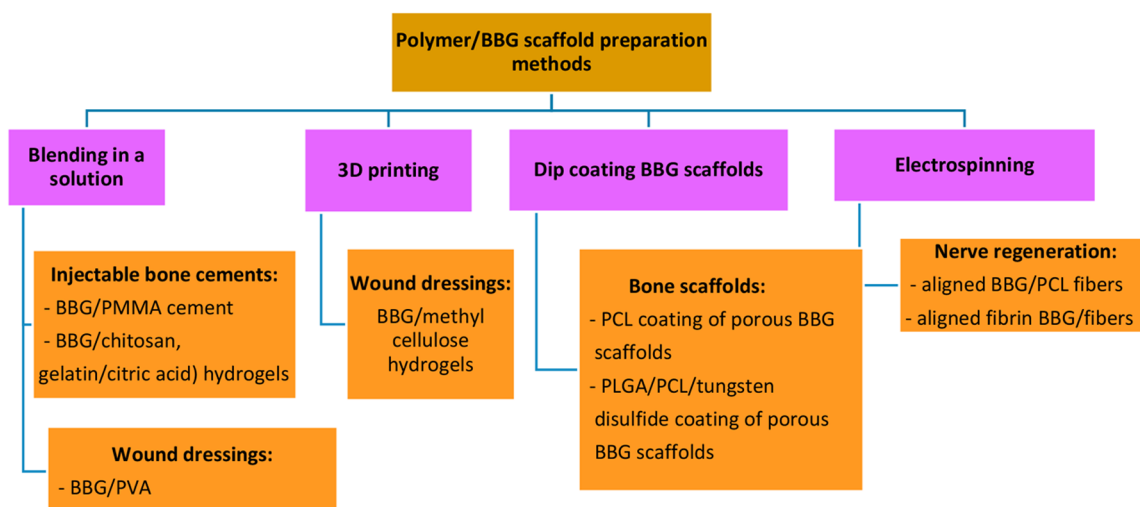 Polymer/BBG scaffold preparation
methods
Blending in a
solution
3D printing
Dip coating BBG scaffolds
Electrospinning
Injectable bone cements:
- BBG/PMMA cement
- BBG/chitosan,
gelatin/citric acid) hydrogels
Wound dressings:
- BBG/PVA
Wound dressings:
BBG/methyl
cellulose
hydrogels
Bone scaffolds:
- PCL coating of porous BBG
scaffolds
- PLGA/PCL/tungsten
disulfide coating of porous
BBG scaffolds
Nerve regeneration:
- aligned BBG/PCL fibers
- aligned fibrin BBG/fibers